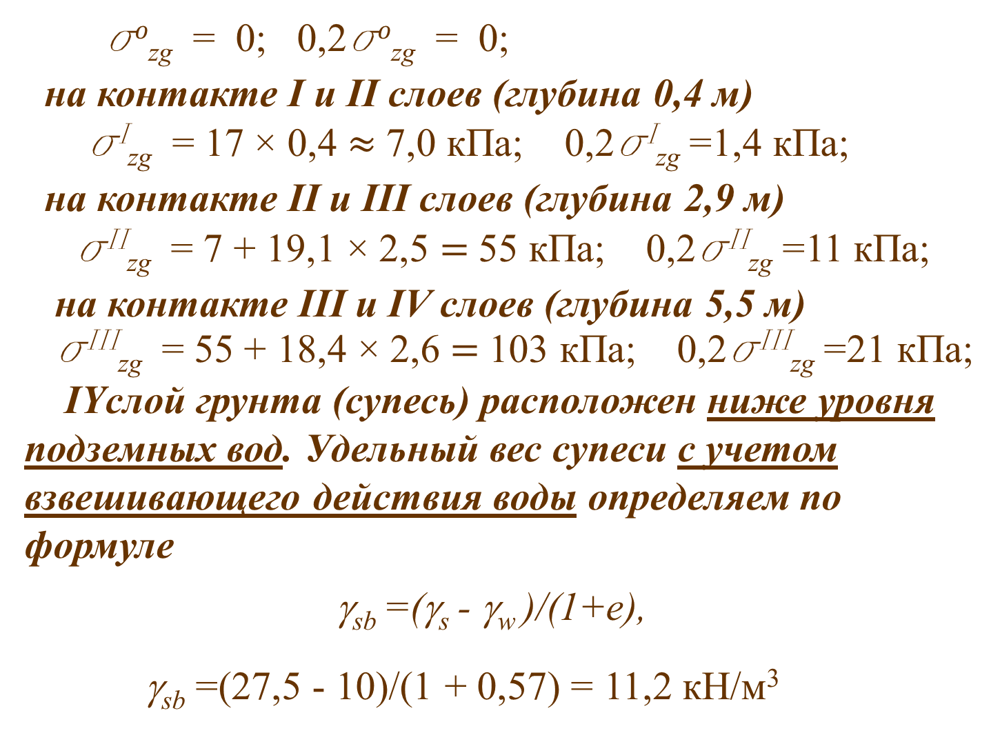 σ⁰zg = 0; 0,2σ⁰zg = 0;
на контакте I и II слоев (глубина 0,4 м)
σᴵzg = 17 × 0,4 ≈ 7,0 кПа; 0,2σᴵzg =1,4 кПа;
на контакте II и III слоев (глубина 2,9 м)
σᴵᴵzg = 7 + 19,1 × 2,5 = 55 кПа; 0,2σᴵᴵzg =11 кПа;
на контакте III и IV слоев (глубина 5,5 м)
σᴵᴵᴵzg = 55 + 18,4 × 2,6 = 103 кПа; 0,2σᴵᴵᴵzg =21 кПа;
IYслой грунта (супесь) расположен ниже уровня
подземных вод. Удельный вес супеси с учетом
взвешивающего действия воды определяем по
формуле
γsb =(γs - γw)/(1+e),
γsb =(27,5 - 10)/(1 + 0,57) = 11,2 кН/м³